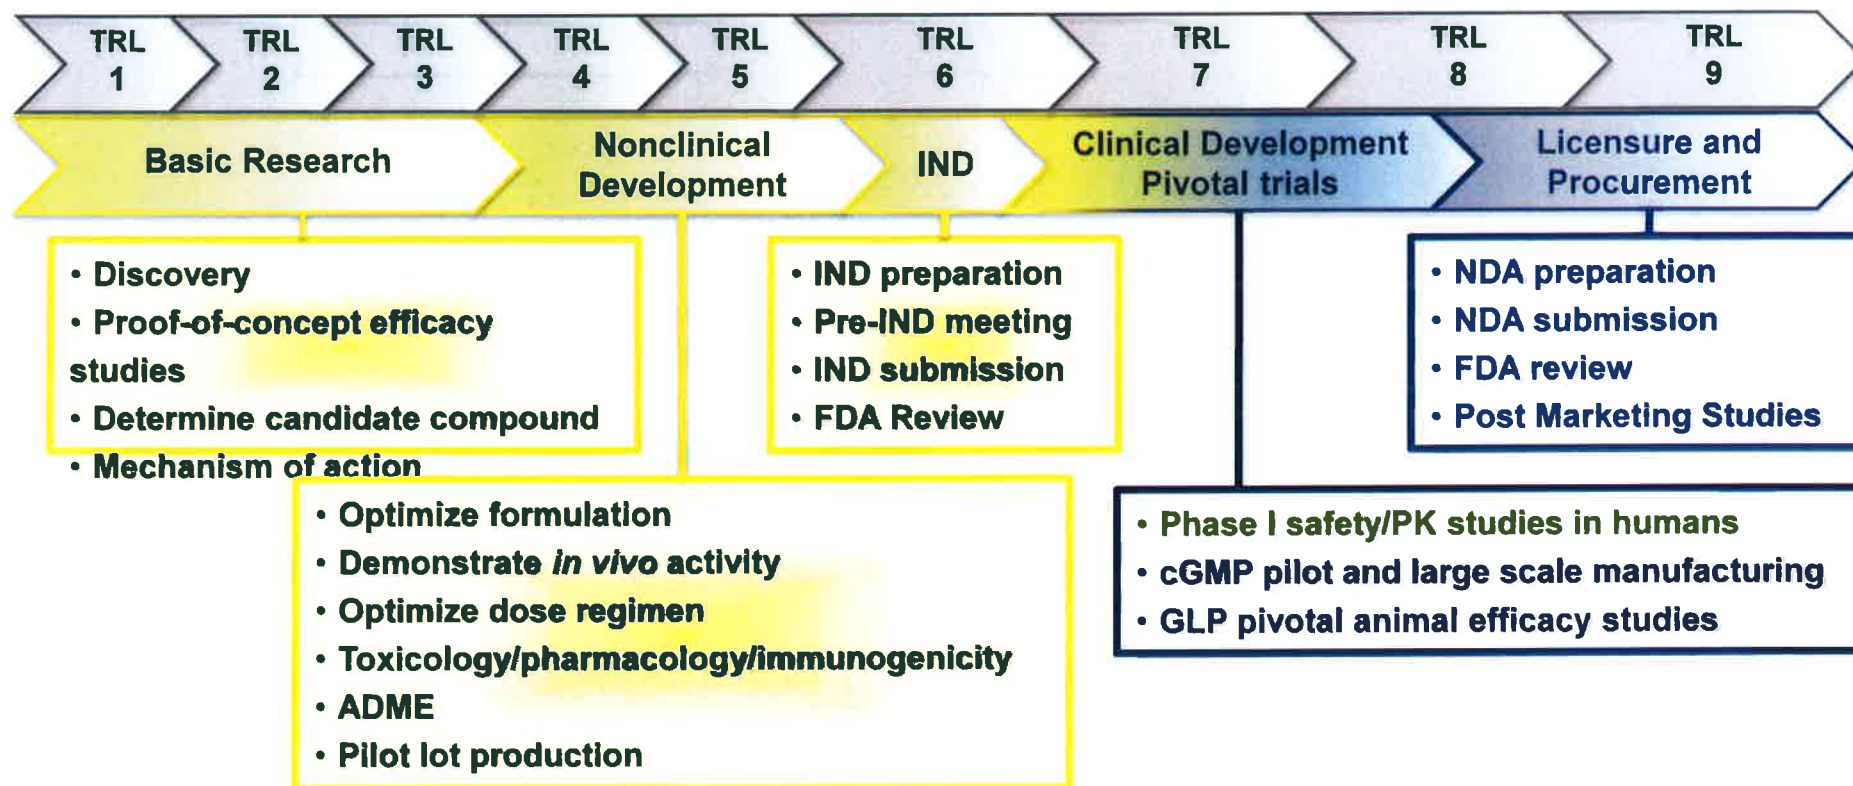 TRL
1
TRL
2
TRL
3
TRL
4
TRL
5
TRL
6
TRL
7
TRL
8
TRL
9
Basic Research
Nonclinical
Development
IND
Clinical Development
Pivotal trials
Licensure and
Procurement
• Discovery
• Proof-of-concept efficacy
studies
• Determine candidate compound
• Mechanism of action
• IND preparation
• Pre-IND meeting
• IND submission
• FDA Review
• NDA preparation
• NDA submission
• FDA review
• Post Marketing Studies
• Optimize formulation
• Demonstrate in vivo activity
• Optimize dose regimen
• Toxicology/pharmacology/immunogenicity
• ADME
• Pilot lot production
• Phase I safety/PK studies in humans
• cGMP pilot and large scale manufacturing
• GLP pivotal animal efficacy studies